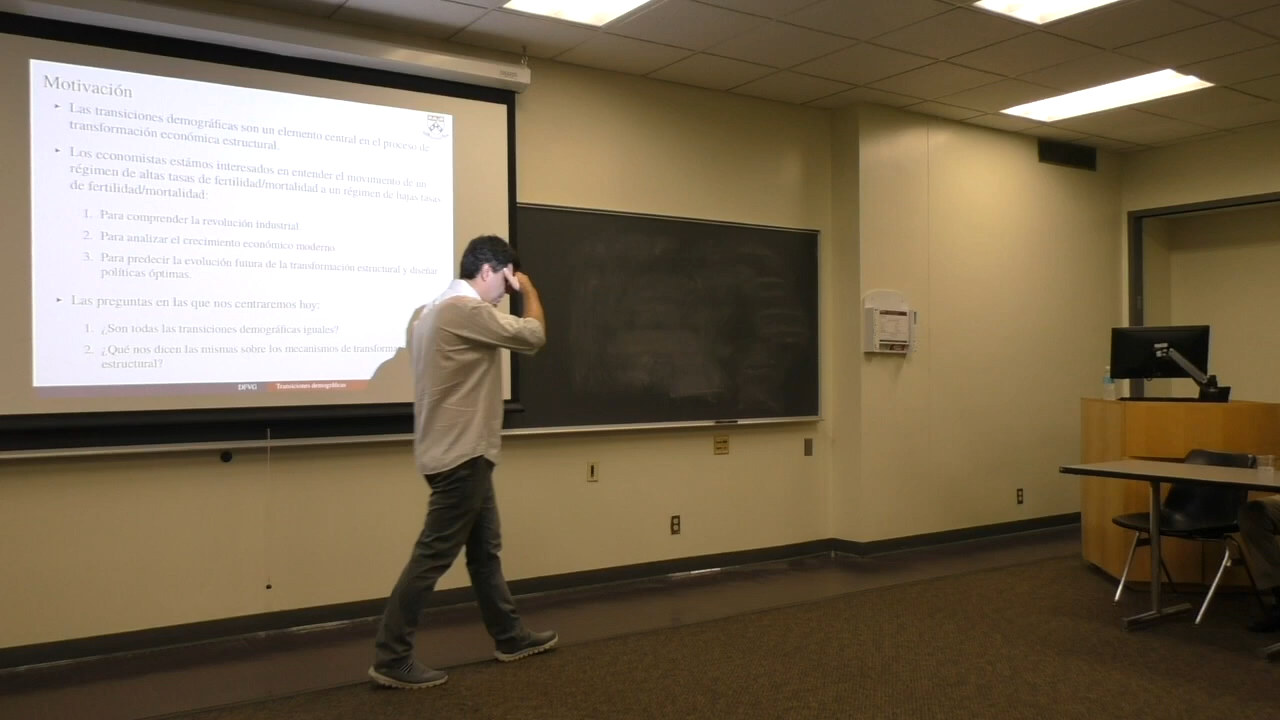 Motivación
Las transiciones demográficas son un elemento central en el proceso de
transformación económica estructural.
Los economistas estámos interesados en entender el movimiento de un
régimen de altas tasas de fertilidad/mortalidad a un régimen de bajas tasas
de fertilidad/mortalidad:
1. Para comprender la revolución industrial.
2. Para analizar el crecimiento económico moderno
3. Para predecir la evolución futura de la transformación estructural y diseñar
políticas óptimas.
Las preguntas en las que nos centraremos hoy:
1. ¿Son todas las transiciones demográficas iguales?
2. ¿Qué nos dicen las mismas sobre los mecanismos de transforma
estructural?
DFVG Transiciones demográficas